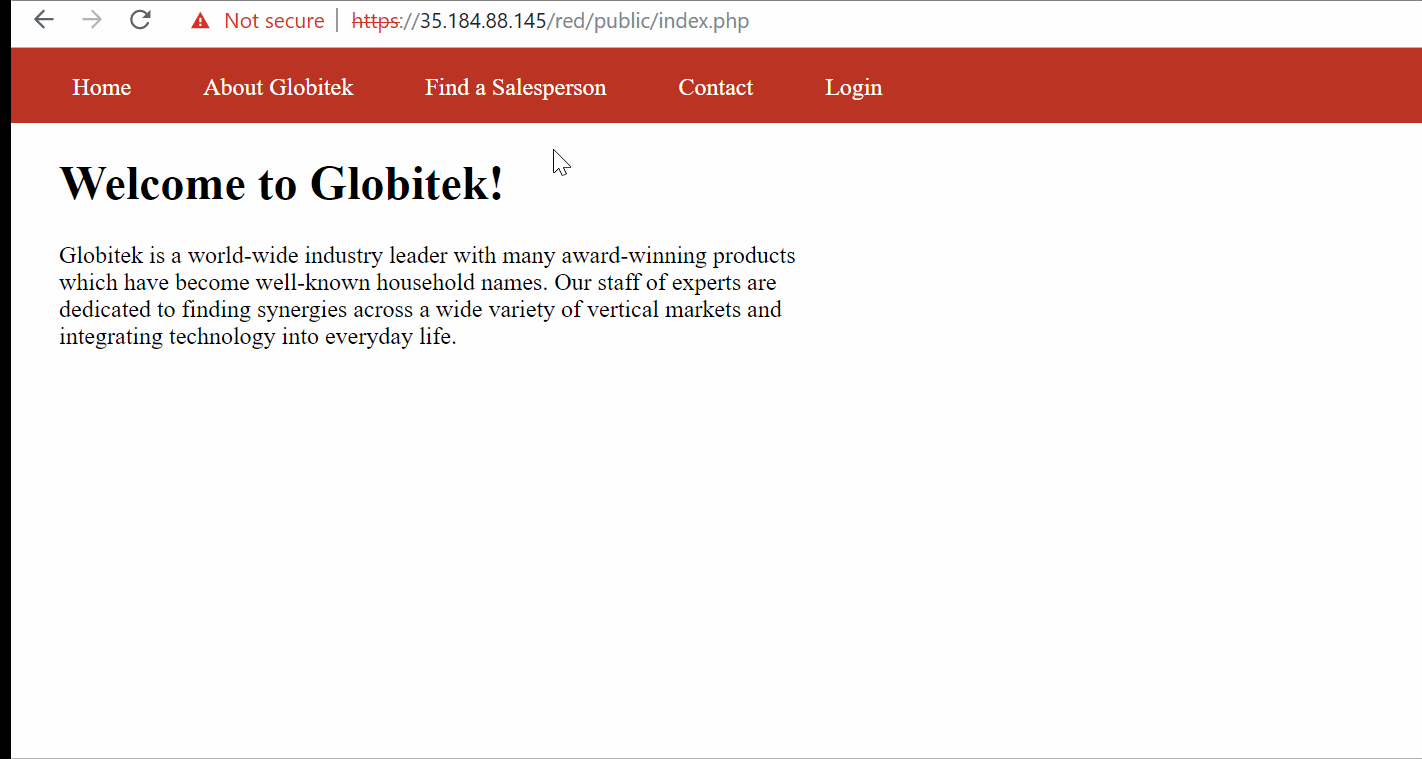 Not secure | https://35.184.88.145/red/public/index.php
Home About Globitek Find a Salesperson Contact Login
Welcome to Globitek!
Globitek is a world-wide industry leader with many award-winning products
which have become well-known household names. Our staff of experts are
dedicated to finding synergies across a wide variety of vertical markets and
integrating technology into everyday life.